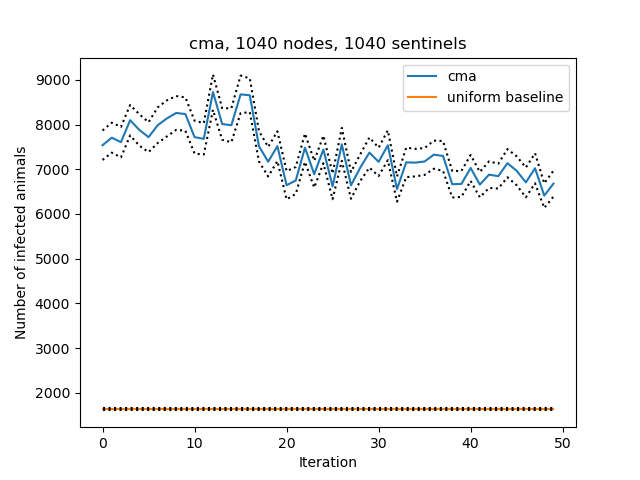 cma, 1040 nodes, 1040 sentinels
cma
uniform baseline
Number of infected animals
9000
8000
7000
6000
5000
4000
3000
2000
0
10
20
30
40
50
Iteration